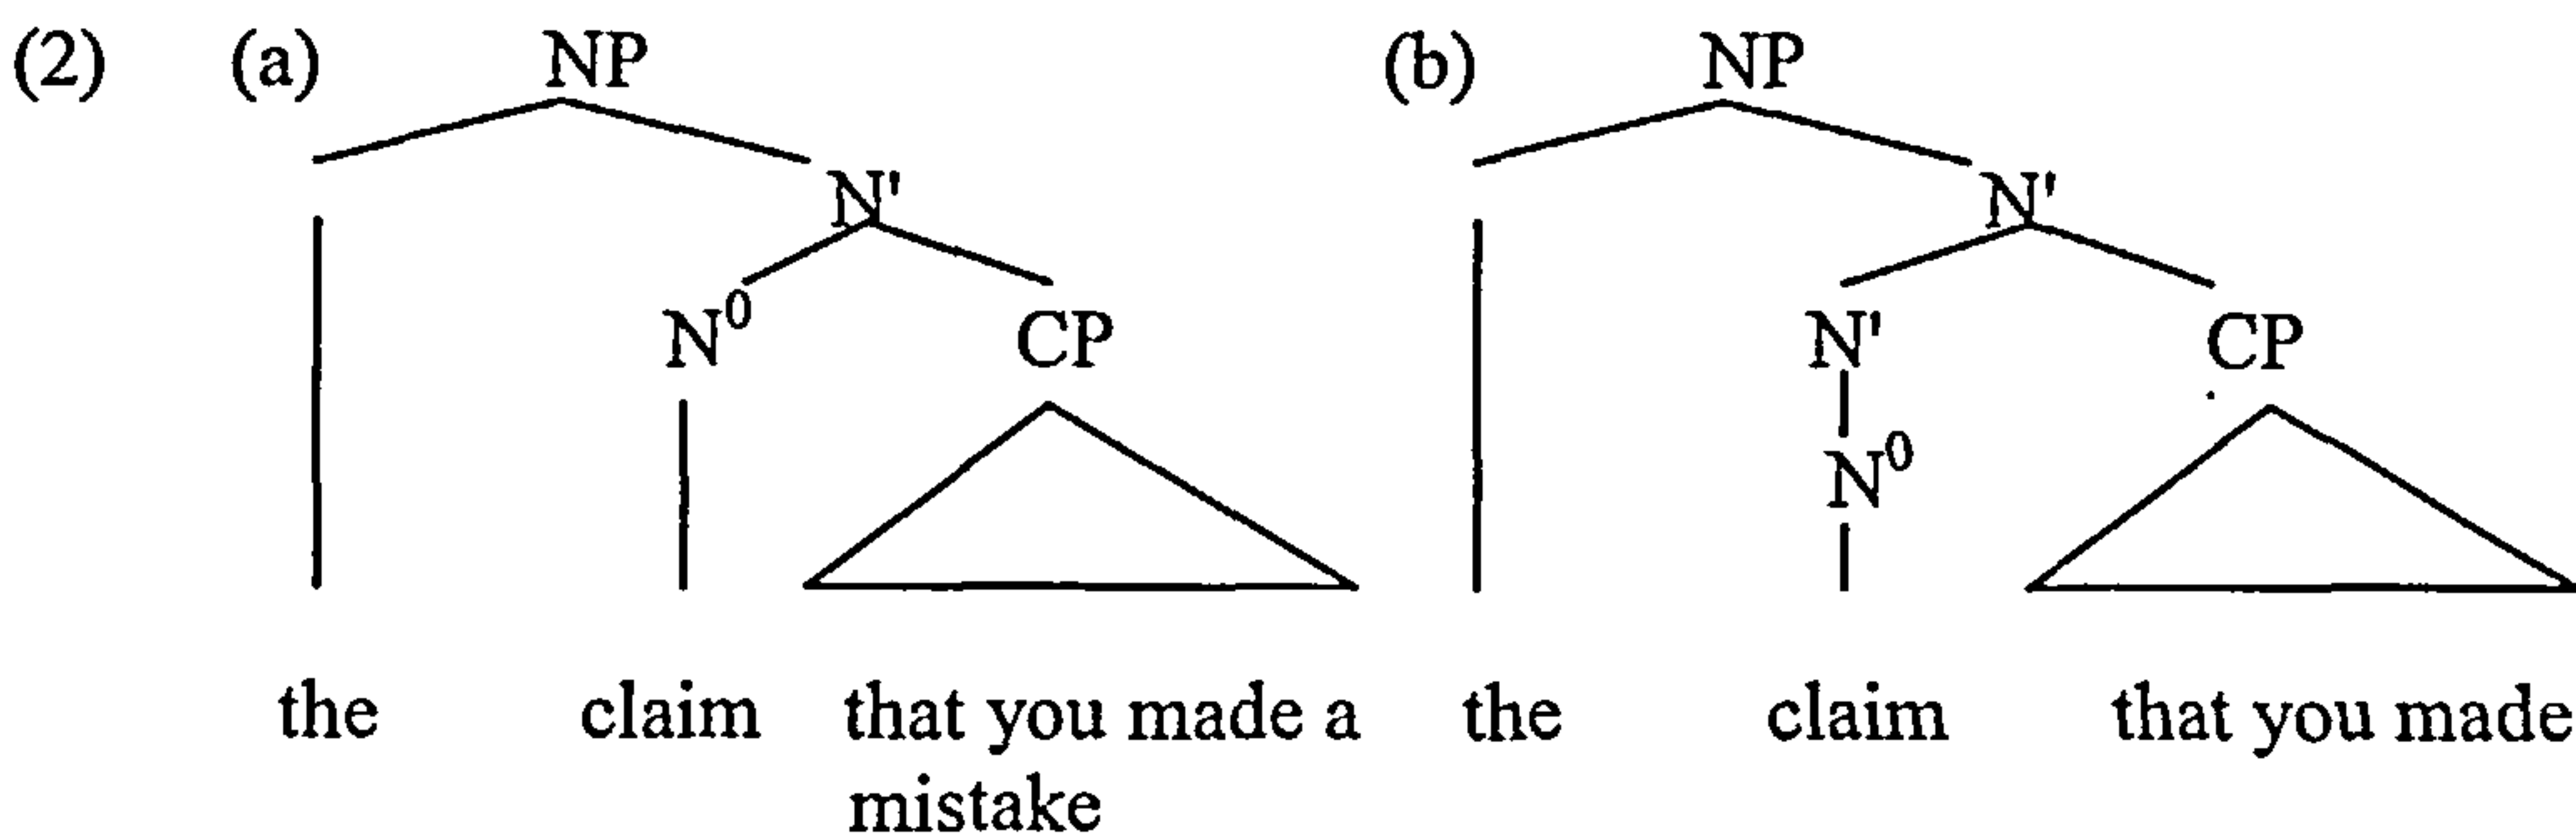 (2) (a) NP (b) NP
N' N'
N⁰ CP N' CP
N⁰
the claim that you made a the claim that you made
mistake